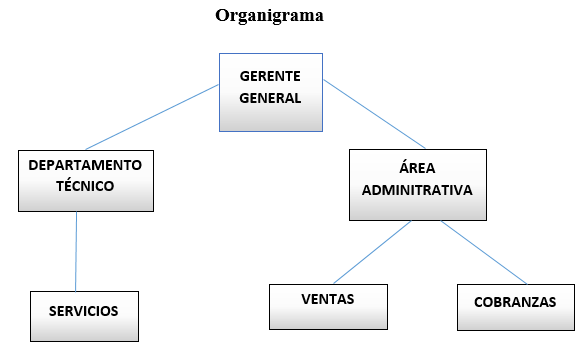 Organigrama
GERENTE
GENERAL
DEPARTAMENTO
TÉCNICO
ÁREA
ADMINITRATIVA
SERVICIOS
VENTAS
COBRANZAS